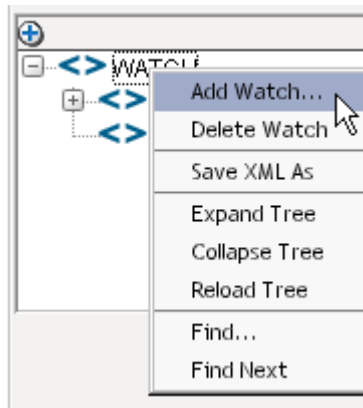 WATCH
Add Watch...
Delete Watch
Save XML As
Expand Tree
Collapse Tree
Reload Tree
Find...
Find Next